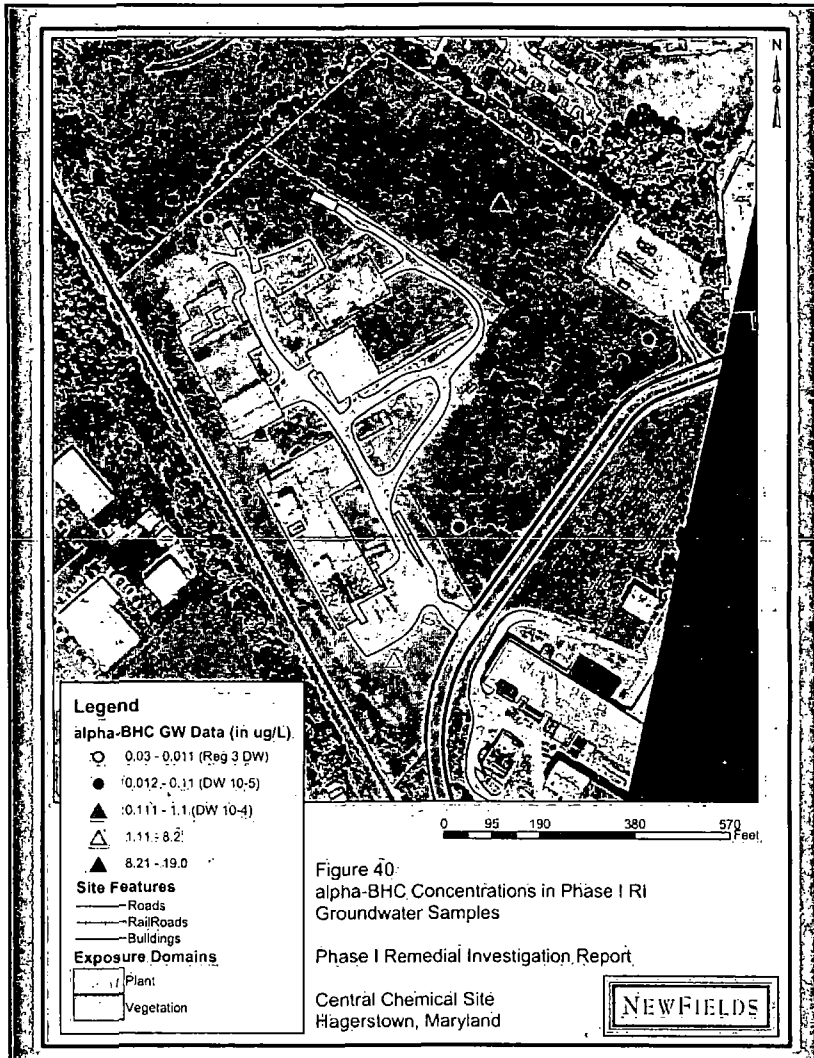 N
Legend
alpha-BHC GW Data (in ug/L)
0.03 - 0.011 (Reg 3 DW)
0.012 - 0.11 (DW 10-5)
0.111 - 1.1 (DW 10-4)
1.11 - 8.2
8.21 - 19.0
Site Features
Roads
RailRoads
Buildings
Exposure Domains
Plant
Vegetation
0 95 190 380 570
Feet
Figure 40
alpha-BHC Concentrations in Phase I RI
Groundwater Samples
Phase I Remedial Investigation Report
Central Chemical Site
Hagerstown, Maryland
NEWFIELDS